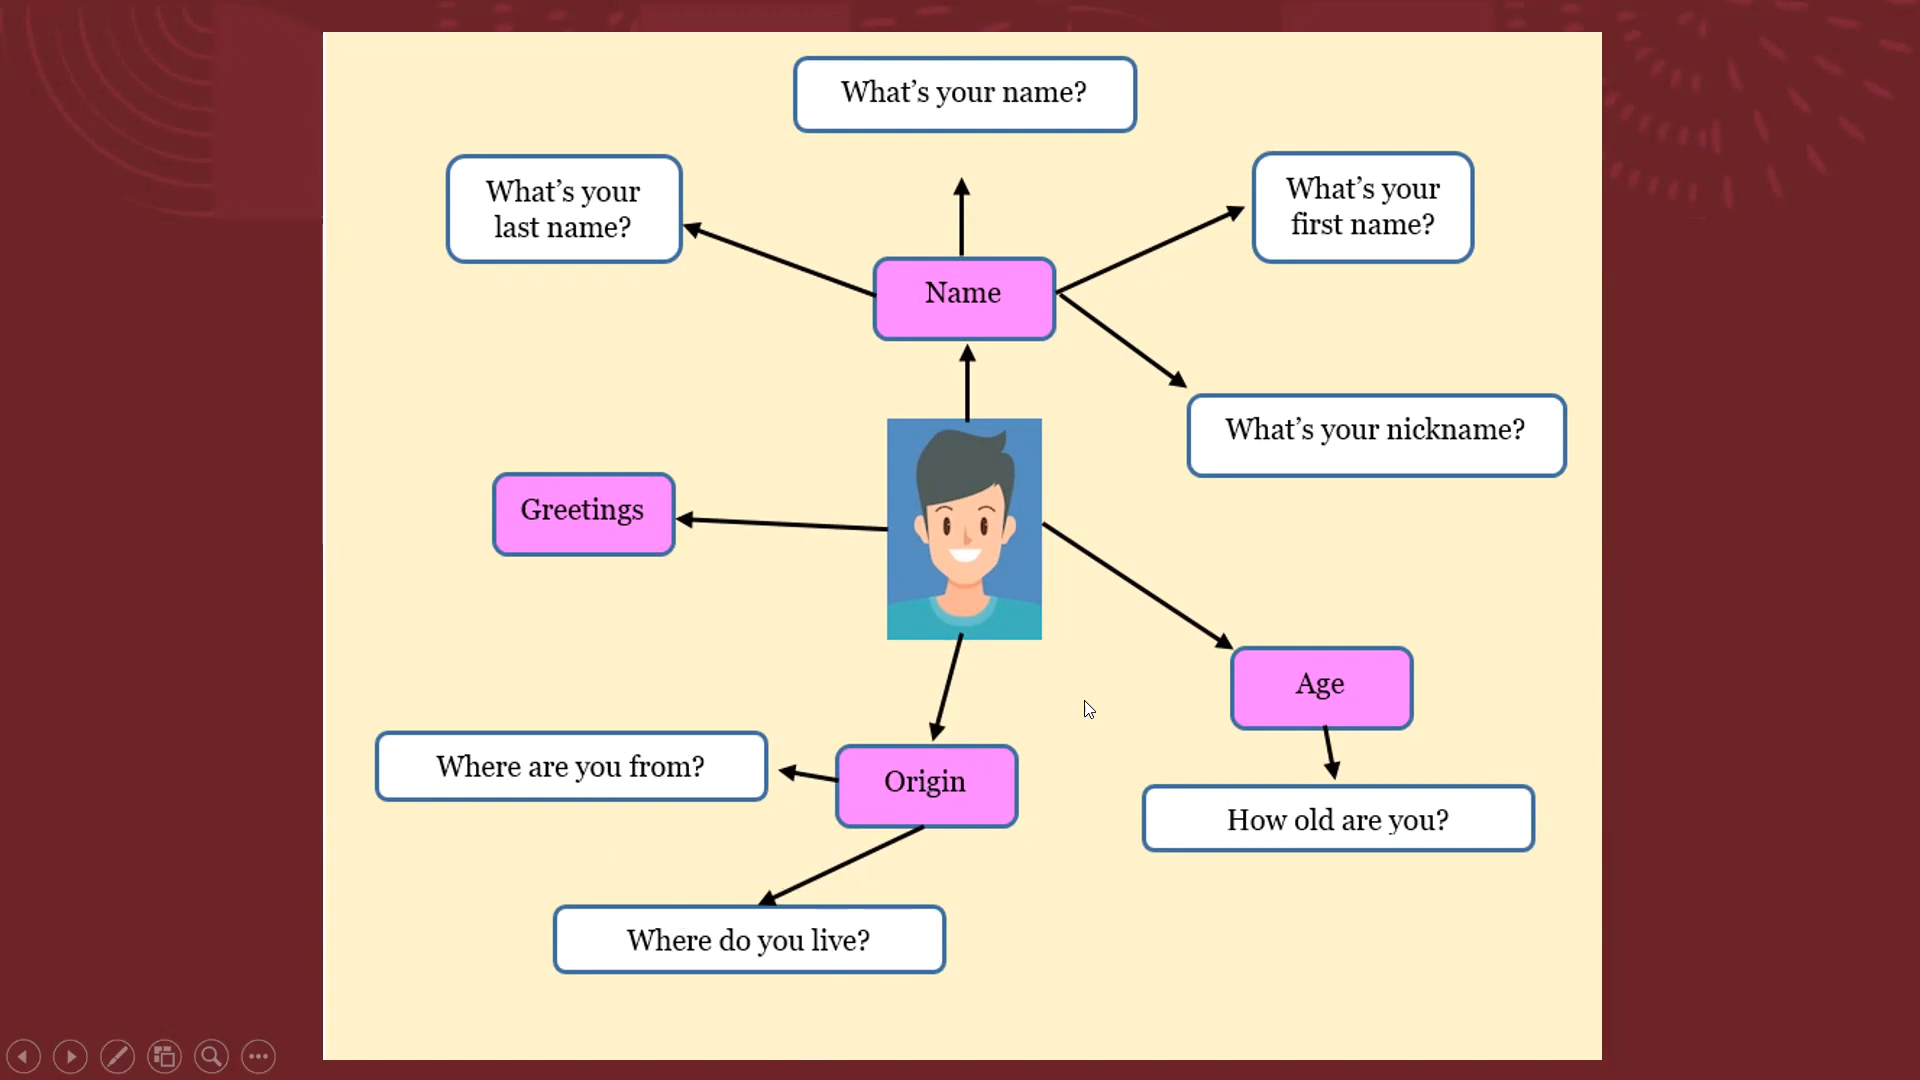 What’s your name?
What’s your
last name?
What’s your
first name?
Name
What’s your nickname?
Greetings
Age
Where are you from?
Origin
How old are you?
Where do you live?